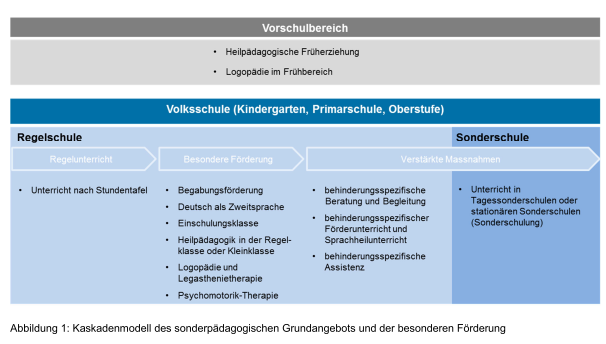 Vorschulbereich
• Heilpädagogische Früherziehung
• Logopädie im Frühbereich
Volksschule (Kindergarten, Primarschule, Oberstufe)
Regelschule
Sonderschule
Regelunterricht
Besondere Förderung
Verstärkte Massnahmen
• Unterricht nach Stundentafel
• Begabungsförderung
• Deutsch als Zweitsprache
• Einschulungsklasse
• Heilpädagogik in der Regel-
klasse oder Kleinklasse
• Logopädie und
Legasthenietherapie
• Psychomotorik-Therapie
• behinderungsspezifische
Beratung und Begleitung
• behinderungsspezifischer
Förderunterricht und
Sprachheilunterricht
• behinderungsspezifische
Assistenz
• Unterricht in
Tagessonderschulen oder
stationären Sonderschulen
(Sonderschulung)
Abbildung 1: Kaskadenmodell des sonderpädagogischen Grundangebots und der besonderen Förderung